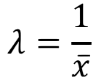 λ = 1/x̄